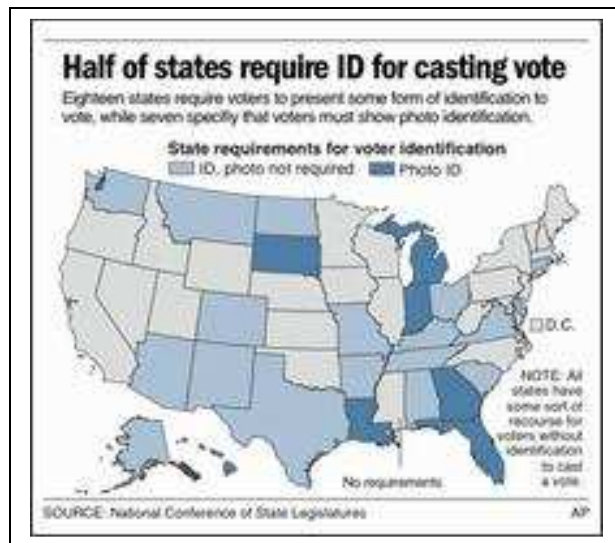 Half of states require ID for casting vote
Eighteen states require voters to present some form of identification to
vote, while seven specifiy that voters must show photo identification.
State requirements for voter identification
ID, photo not required
Photo ID
D.C.
NOTE: All
states have
some sort of
recourse for
voters without
identification
to cast
a vote.
No requirements
SOURCE: National Conference of State Legislatures
AP